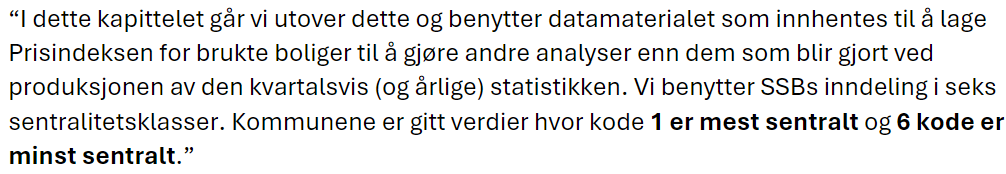 “I dette kapittelet går vi utover dette og benytter datamaterialet som innhentes til å lage
Prisindeksen for brukte boliger til å gjøre andre analyser enn dem som blir gjort ved
produksjonen av den kvartalsvis (og årlige) statistikken. Vi benytter SSBs inndeling i seks
sentralitetsklasser. Kommunene er gitt verdier hvor kode 1 er mest sentralt og 6 kode er
minst sentralt.”